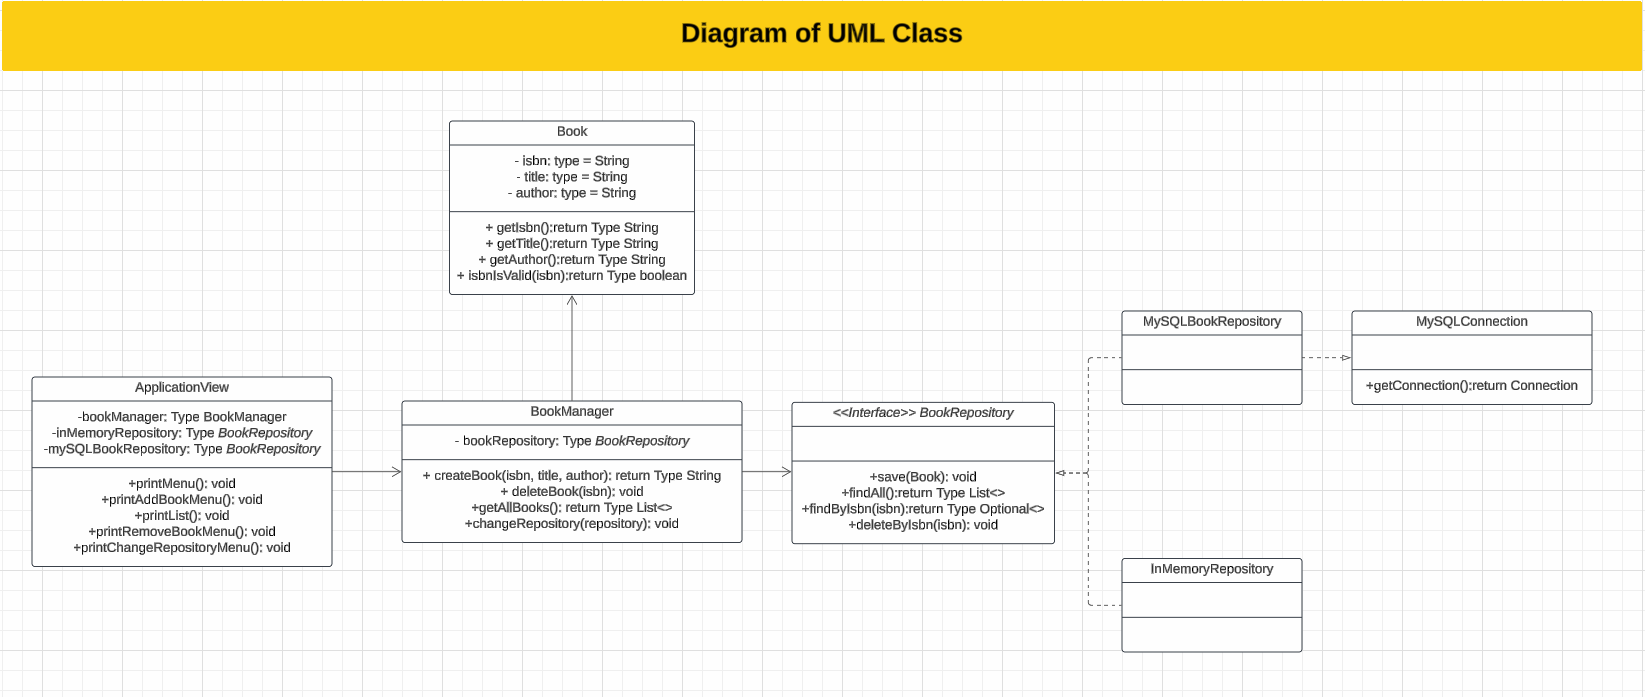 Diagram of UML Class
Book
- isbn: type = String
- title: type = String
- author: type = String
+ getIsbn():return Type String
+ getTitle():return Type String
+ getAuthor():return Type String
+ isbnIsValid(isbn):return Type boolean
ApplicationView
-bookManager: Type BookManager
-inMemoryRepository: Type BookRepository
-mySQLBookRepository: Type BookRepository
+printMenu(): void
+printAddBookMenu(): void
+printList(): void
+printRemoveBookMenu(): void
+printChangeRepositoryMenu(): void
BookManager
- bookRepository: Type BookRepository
+ createBook(isbn, title, author): return Type String
+ deleteBook(isbn): void
+getAllBooks(): return Type List<>
+changeRepository(repository): void
<<Interface>> BookRepository
+save(Book): void
+findAll():return Type List<>
+findByIsbn(isbn):return Type Optional<>
+deleteByIsbn(isbn): void
MySQLBookRepository
MySQLConnection
+getConnection():return Connection
InMemoryRepository